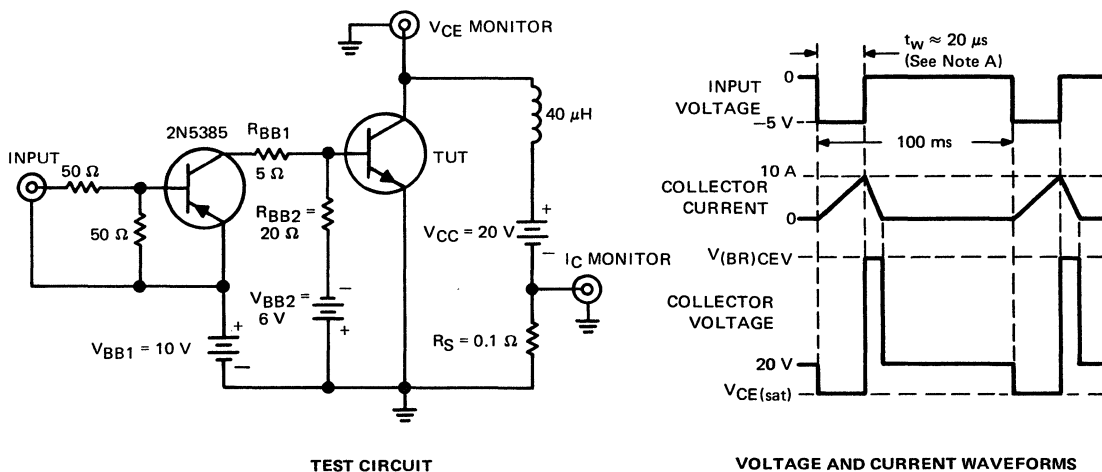 V_CE MONITOR
2N5385
R_BB1
5 Ω
40 μH
INPUT
50 Ω
50 Ω
TUT
R_BB2 =
20 Ω
V_CC = 20 V
+
−
I_C MONITOR
V_BB2 =
6 V
−
+
V_BB1 = 10 V
+
−
R_S = 0.1 Ω
TEST CIRCUIT
t_w ≈ 20 μs
(See Note A)
INPUT
VOLTAGE
0
−5 V
100 ms
COLLECTOR
CURRENT
10 A
0
V(BR)CEV
COLLECTOR
VOLTAGE
20 V
V_CE(sat)
VOLTAGE AND CURRENT WAVEFORMS